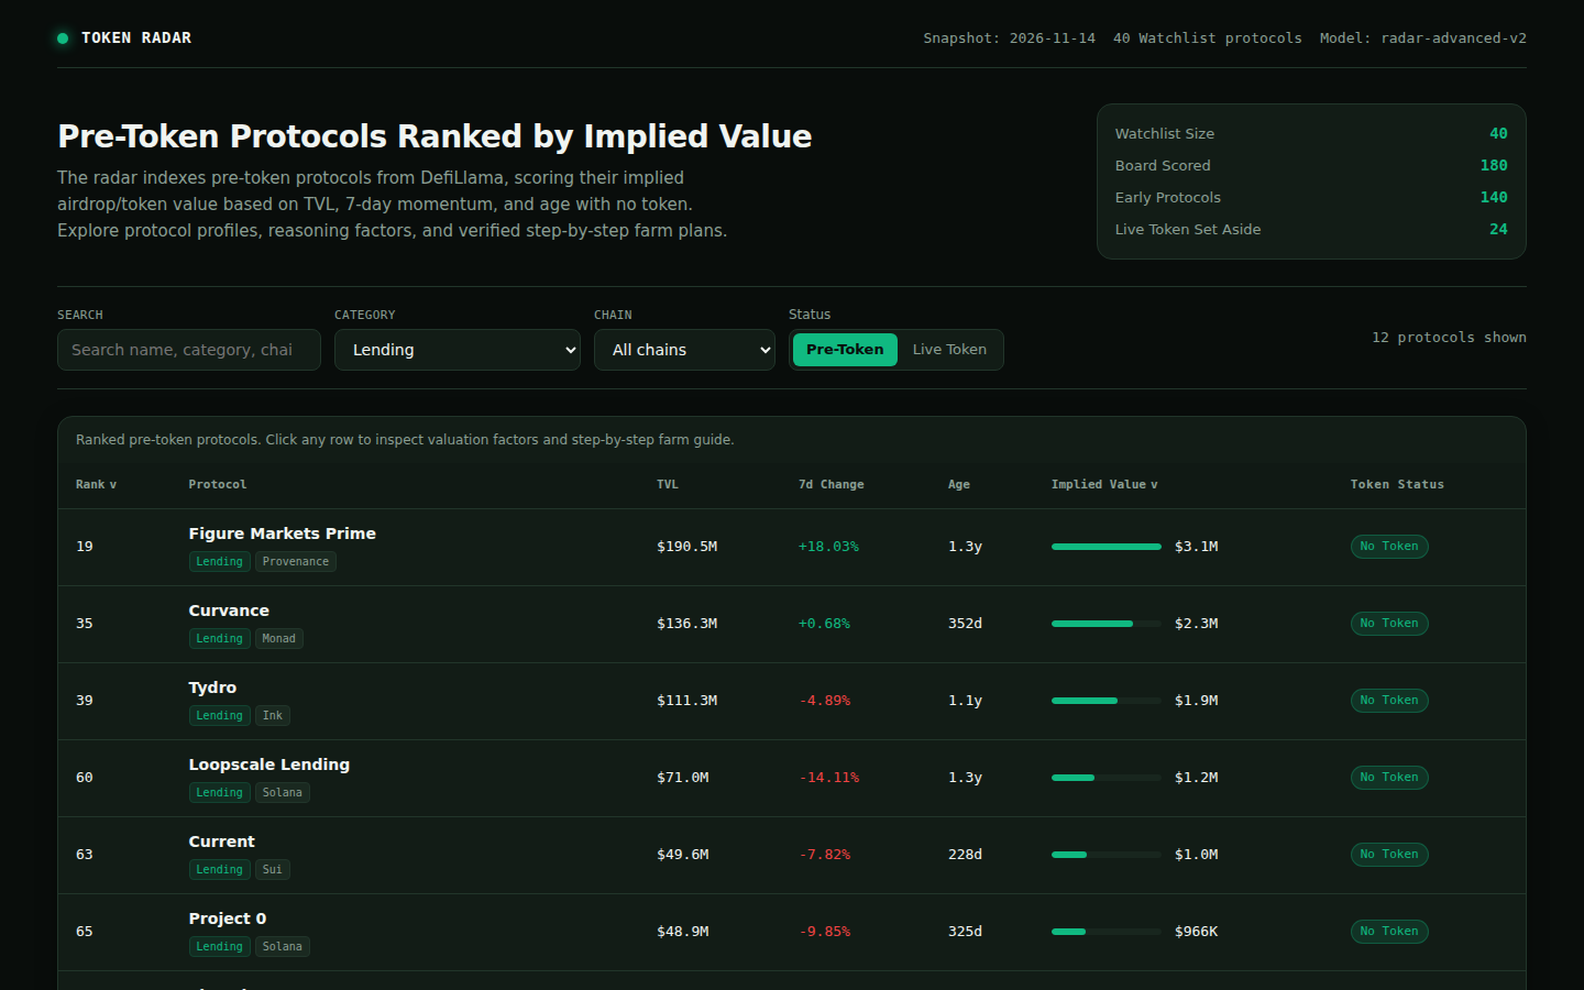 TOKEN RADAR
Snapshot: 2026-11-14 40 Watchlist protocols Model: radar-advanced-v2
Pre-Token Protocols Ranked by Implied Value
The radar indexes pre-token protocols from DefiLlama, scoring their implied
airdrop/token value based on TVL, 7-day momentum, and age with no token.
Explore protocol profiles, reasoning factors, and verified step-by-step farm plans.
Watchlist Size 40
Board Scored 180
Early Protocols 140
Live Token Set Aside 24
SEARCH CATEGORY CHAIN Status
Search name, category, chai Lending All chains Pre-Token Live Token
12 protocols shown
Ranked pre-token protocols. Click any row to inspect valuation factors and step-by-step farm guide.
Rank v Protocol TVL 7d Change Age Implied Value v Token Status
19 Figure Markets Prime $190.5M +18.03% 1.3y $3.1M No Token
Lending Provenance
35 Curvance $136.3M +0.68% 352d $2.3M No Token
Lending Monad
39 Tydro $111.3M -4.89% 1.1y $1.9M No Token
Lending Ink
60 Loopscale Lending $71.0M -14.11% 1.3y $1.2M No Token
Lending Solana
63 Current $49.6M -7.82% 228d $1.0M No Token
Lending Sui
65 Project 0 $48.9M -9.85% 325d $966K No Token
Lending Solana